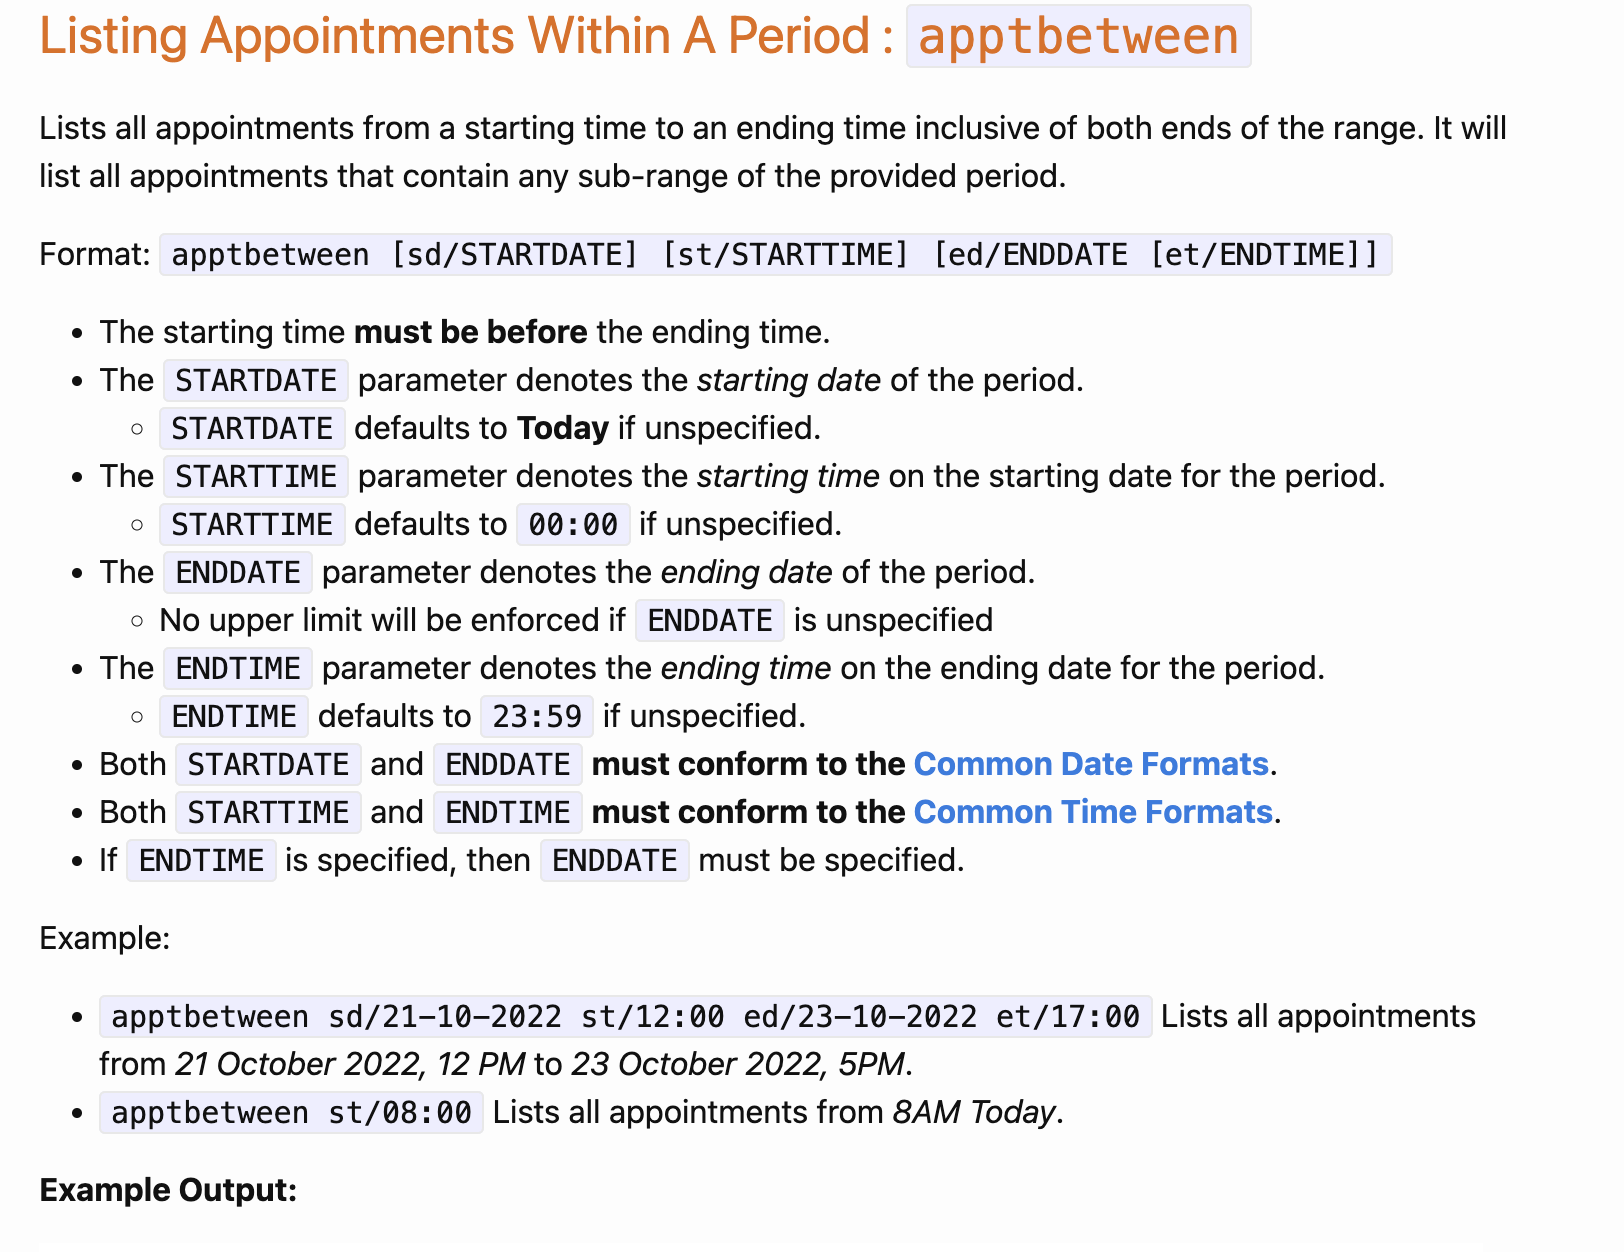 Listing Appointments Within A Period : apptbetween
Lists all appointments from a starting time to an ending time inclusive of both ends of the range. It will
list all appointments that contain any sub-range of the provided period.
Format: apptbetween [sd/STARTDATE] [st/STARTTIME] [ed/ENDDATE [et/ENDTIME]]
• The starting time must be before the ending time.
• The STARTDATE parameter denotes the starting date of the period.
◦ STARTDATE defaults to Today if unspecified.
• The STARTTIME parameter denotes the starting time on the starting date for the period.
◦ STARTTIME defaults to 00:00 if unspecified.
• The ENDDATE parameter denotes the ending date of the period.
◦ No upper limit will be enforced if ENDDATE is unspecified
• The ENDTIME parameter denotes the ending time on the ending date for the period.
◦ ENDTIME defaults to 23:59 if unspecified.
• Both STARTDATE and ENDDATE must conform to the Common Date Formats.
• Both STARTTIME and ENDTIME must conform to the Common Time Formats.
• If ENDTIME is specified, then ENDDATE must be specified.
Example:
• apptbetween sd/21-10-2022 st/12:00 ed/23-10-2022 et/17:00 Lists all appointments
from 21 October 2022, 12 PM to 23 October 2022, 5PM.
• apptbetween st/08:00 Lists all appointments from 8AM Today.
Example Output: